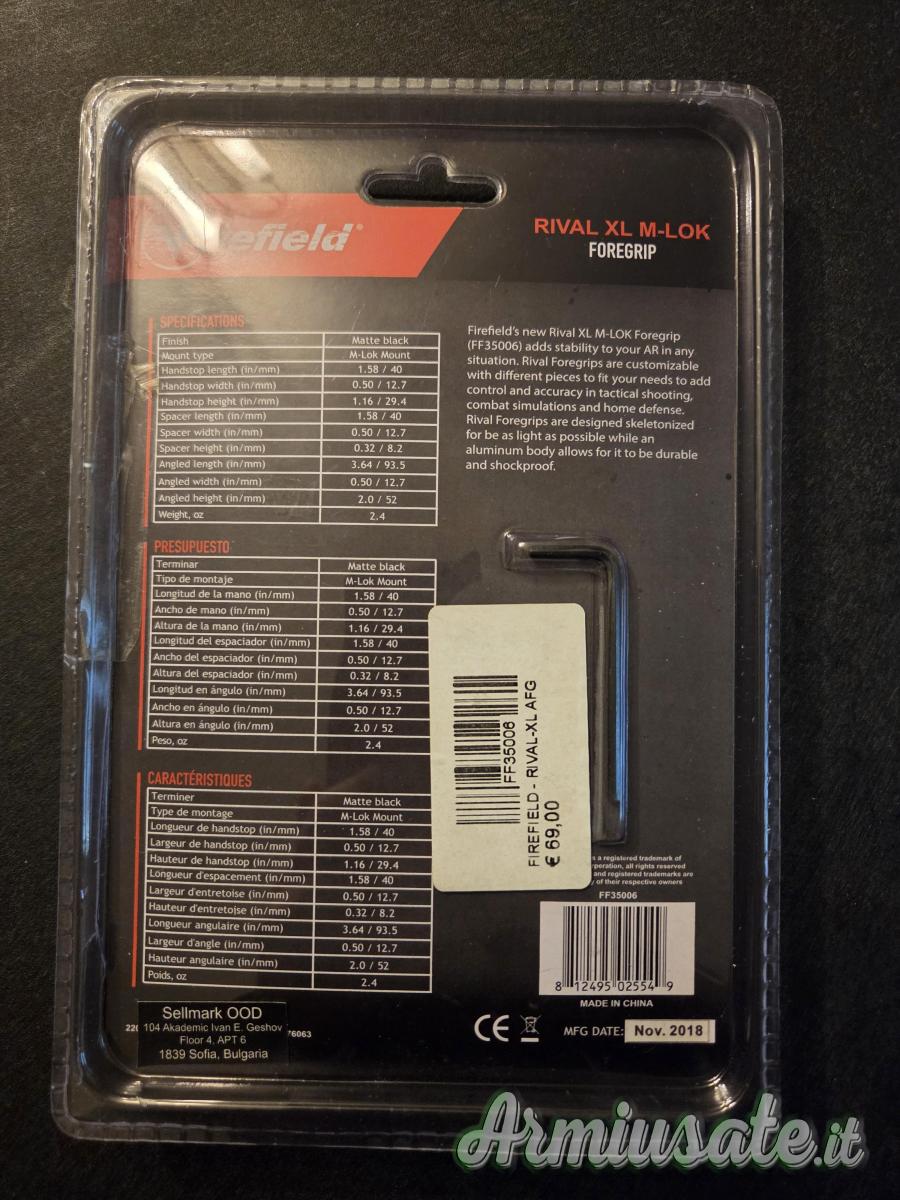 Firefield®
RIVAL XL M-LOK
FOREGRIP
SPECIFICATIONS
Finish Matte black
Mount type M-Lok Mount
Handstop length (in/mm) 1.58 / 40
Handstop width (in/mm) 0.50 / 12.7
Handstop height (in/mm) 1.16 / 29.4
Spacer length (in/mm) 1.58 / 40
Spacer width (in/mm) 0.50 / 12.7
Spacer height (in/mm) 0.32 / 8.2
Angled length (in/mm) 3.64 / 93.5
Angled width (in/mm) 0.50 / 12.7
Angled height (in/mm) 2.0 / 52
Weight, oz 2.4
Firefield's new Rival XL M-LOK Foregrip
(FF35006) adds stability to your AR in any
situation. Rival Foregrips are customizable
with different pieces to fit your needs to add
control and accuracy in tactical shooting,
combat simulations and home defense.
Rival Foregrips are designed skeletonized
for be as light as possible while an
aluminum body allows for it to be durable
and shockproof.
PRESUPUESTO
Terminar Matte black
Tipo de montaje M-Lok Mount
Longitud de la mano (in/mm) 1.58 / 40
Ancho de mano (in/mm) 0.50 / 12.7
Altura de la mano (in/mm) 1.16 / 29.4
Longitud del espaciador (in/mm) 1.58 / 40
Ancho del espaciador (in/mm) 0.50 / 12.7
Altura del espaciador (in/mm) 0.32 / 8.2
Longitud en ángulo (in/mm) 3.64 / 93.5
Ancho en ángulo (in/mm) 0.50 / 12.7
Altura en ángulo (in/mm) 2.0 / 52
Peso, oz 2.4
CARACTÉRISTIQUES
Terminer Matte black
Type de montage M-Lok Mount
Longueur de handstop (in/mm) 1.58 / 40
Largeur de handstop (in/mm) 0.50 / 12.7
Hauteur de handstop (in/mm) 1.16 / 29.4
Longueur d'espacement (in/mm) 1.58 / 40
Largeur d'entretoise (in/mm) 0.50 / 12.7
Hauteur d'entretoise (in/mm) 0.32 / 8.2
Longueur angulaire (in/mm) 3.64 / 93.5
Largeur d'angle (in/mm) 0.50 / 12.7
Hauteur angulaire (in/mm) 2.0 / 52
Poids, oz 2.4
FF35006
FIREFIELD - RIVAL-XL AFG
€ 69,00
s a registered trademark of
rporation, all rights reserved
and registered trademarks are
y of their respective owners
FF35006
8 12495 02554 9
MADE IN CHINA
CE MFG DATE: Nov. 2018
Sellmark OOD
104 Akademic Ivan E. Geshov
Floor 4, APT 6
1839 Sofia, Bulgaria
220 76063
Armiusate.it